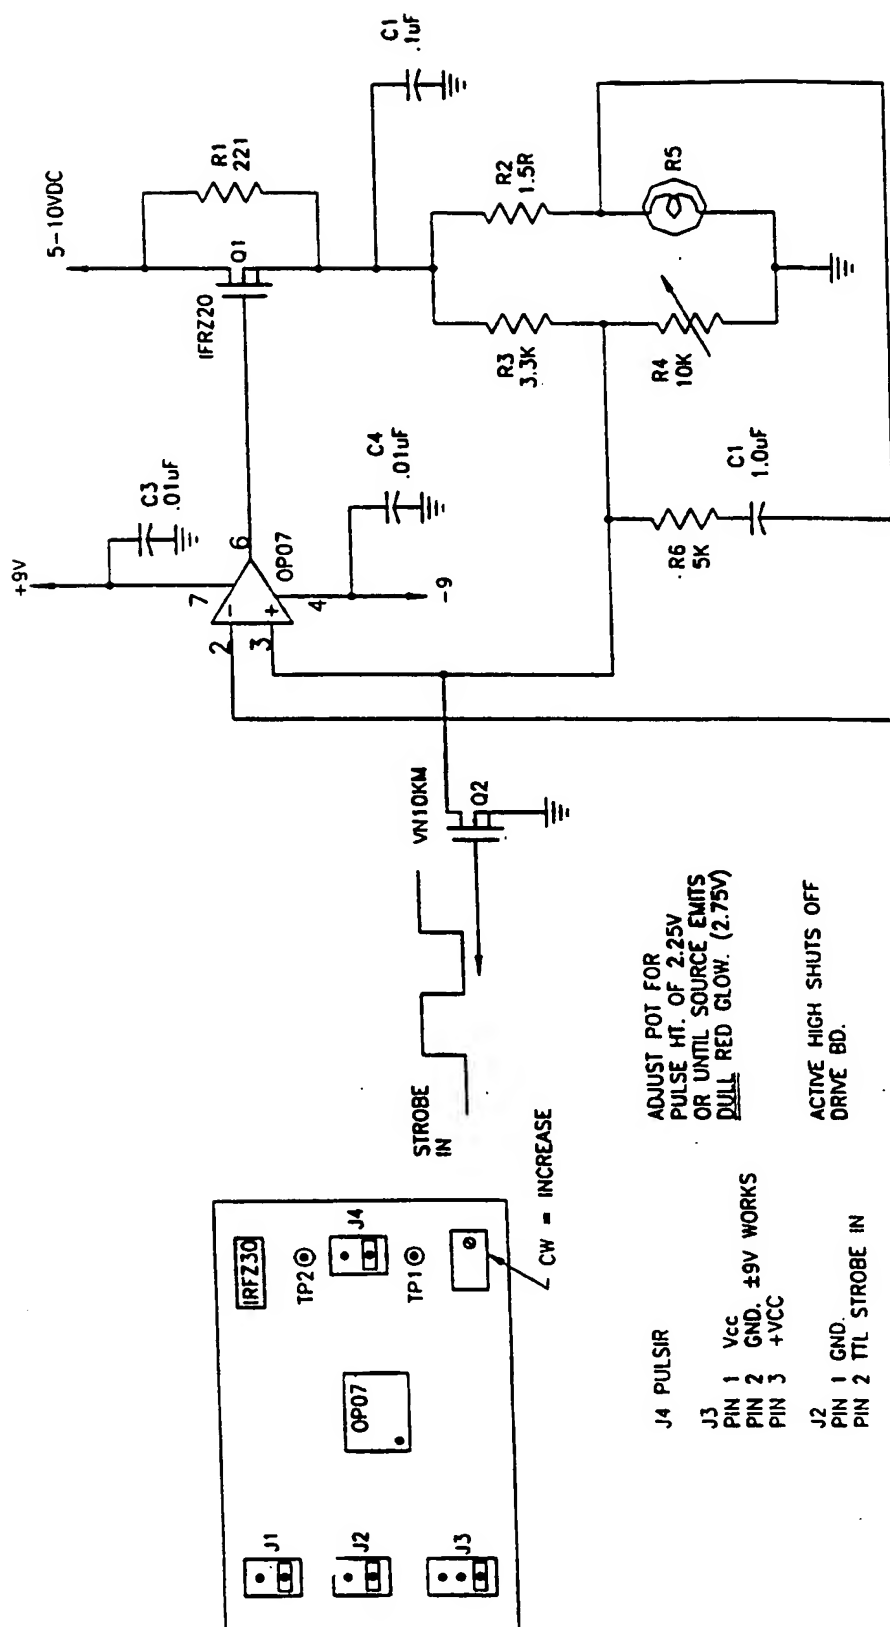 5-10VDC
R1
221
C1
.1uF
IFRZ20
Q1
+9V
C3
.01uF
7
6
2
-
3
+
4
OP07
C4
.01uF
-9
R2
1.5R
R3
3.3K
R4
10K
R5
R6
5K
C1
1.0uF
STROBE
IN
VN10KM
Q2
J1
J2
J3
OP07
IRFZ30
TP2
J4
TP1
CW = INCREASE
J4 PULSIR
J3
PIN 1 Vcc
PIN 2 GND. ±9V WORKS
PIN 3 +VCC
J2
PIN 1 GND.
PIN 2 TTL STROBE IN
ADJUST POT FOR
PULSE HT. OF 2.25V
OR UNTIL SOURCE EMITS
DULL RED GLOW. (2.75V)
ACTIVE HIGH SHUTS OFF
DRIVE BD.